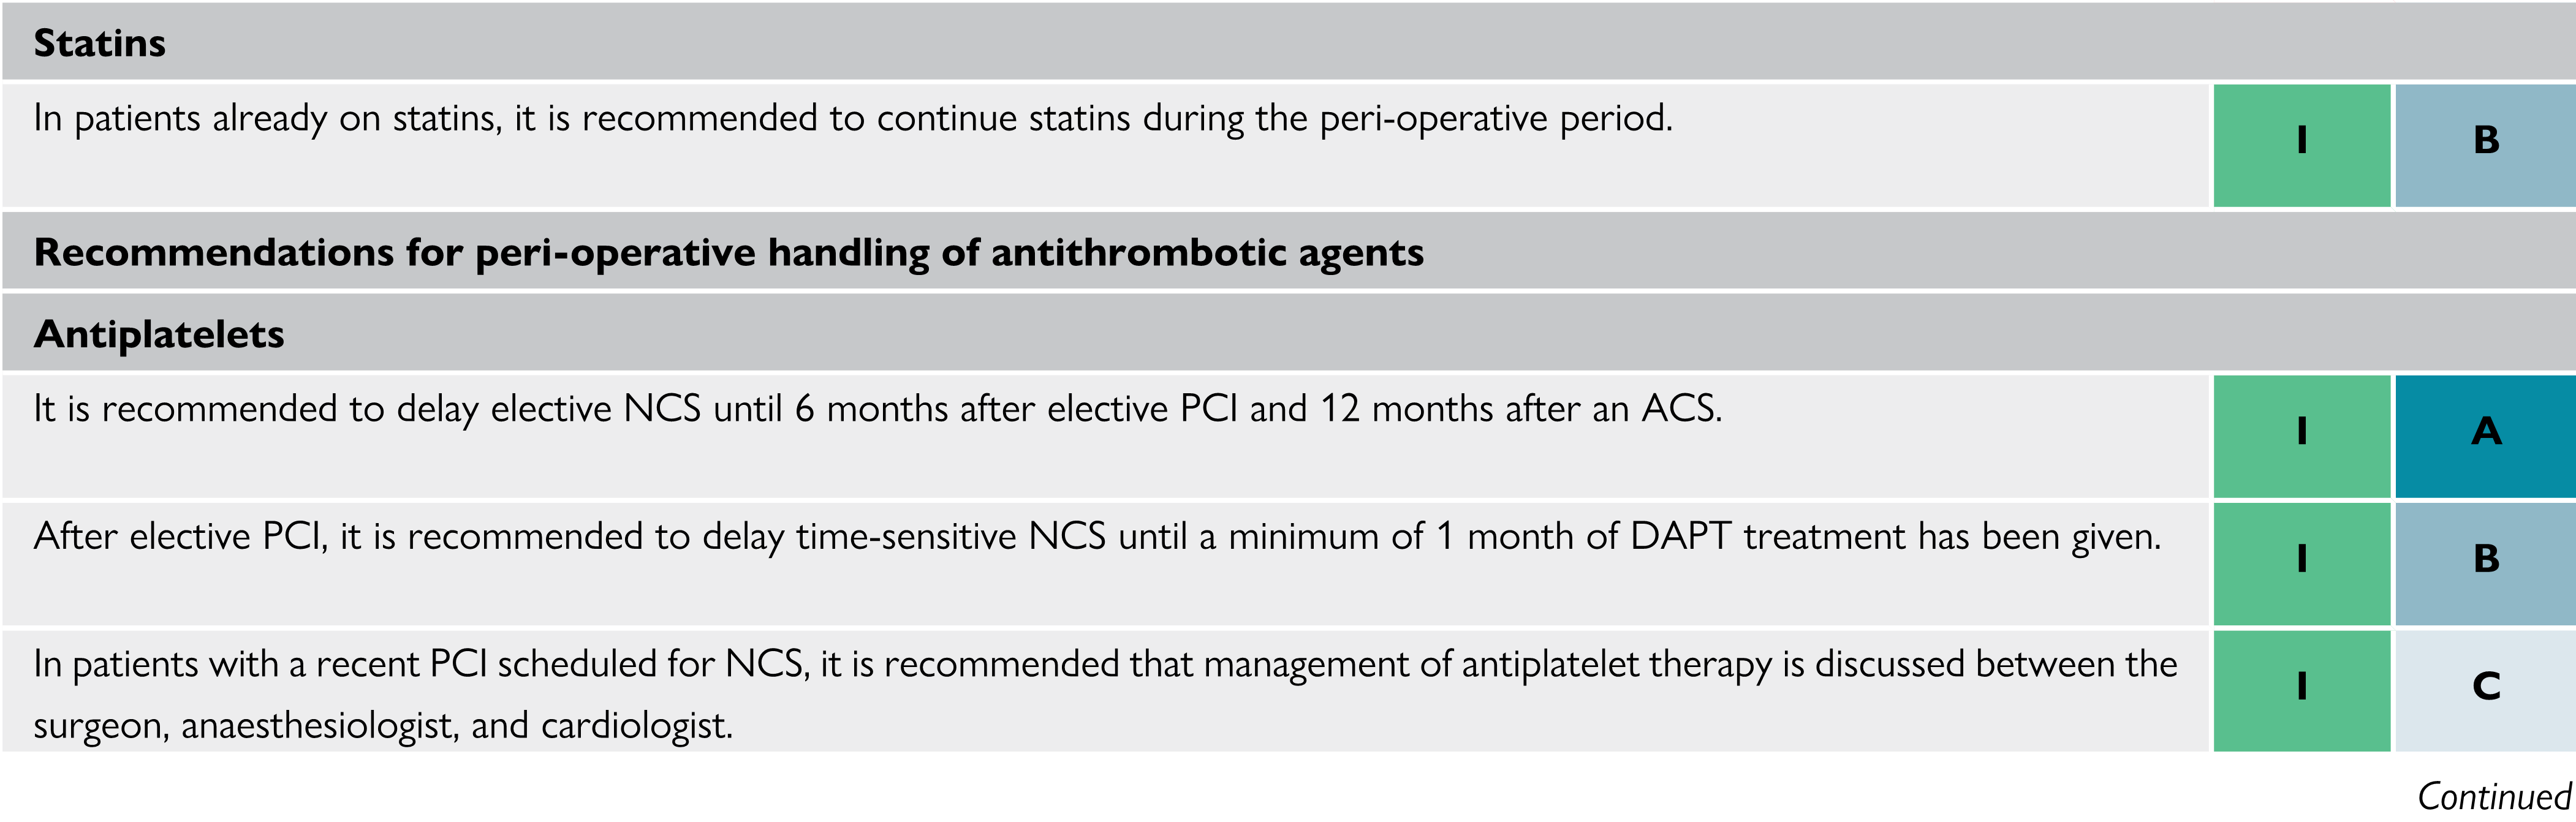 Statins
In patients already on statins, it is recommended to continue statins during the peri-operative period.
I
B
Recommendations for peri-operative handling of antithrombotic agents
Antiplatelets
It is recommended to delay elective NCS until 6 months after elective PCI and 12 months after an ACS.
I
A
After elective PCI, it is recommended to delay time-sensitive NCS until a minimum of 1 month of DAPT treatment has been given.
I
B
In patients with a recent PCI scheduled for NCS, it is recommended that management of antiplatelet therapy is discussed between the
surgeon, anaesthesiologist, and cardiologist.
I
C
Continued